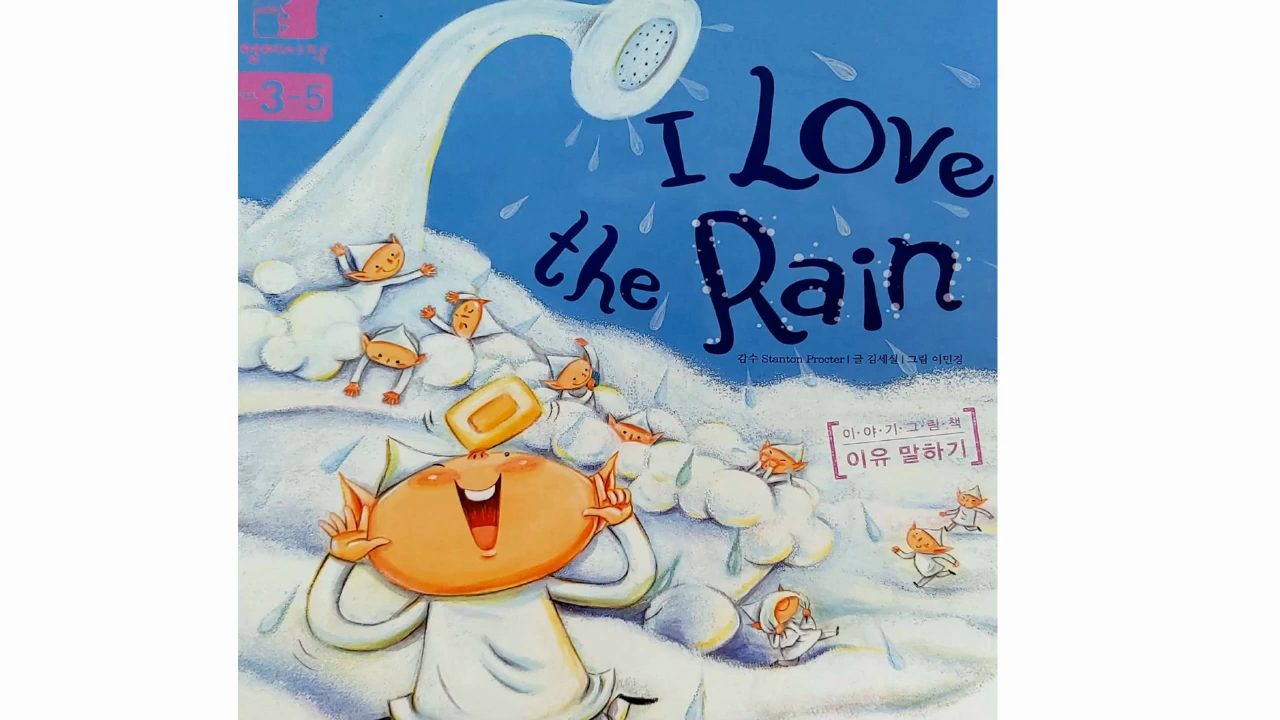 3-5
I Love
the Rain
감수 Stanton Procter | 글 김세실 | 그림 이민경
이·야·기·그·림·책
이유 말하기